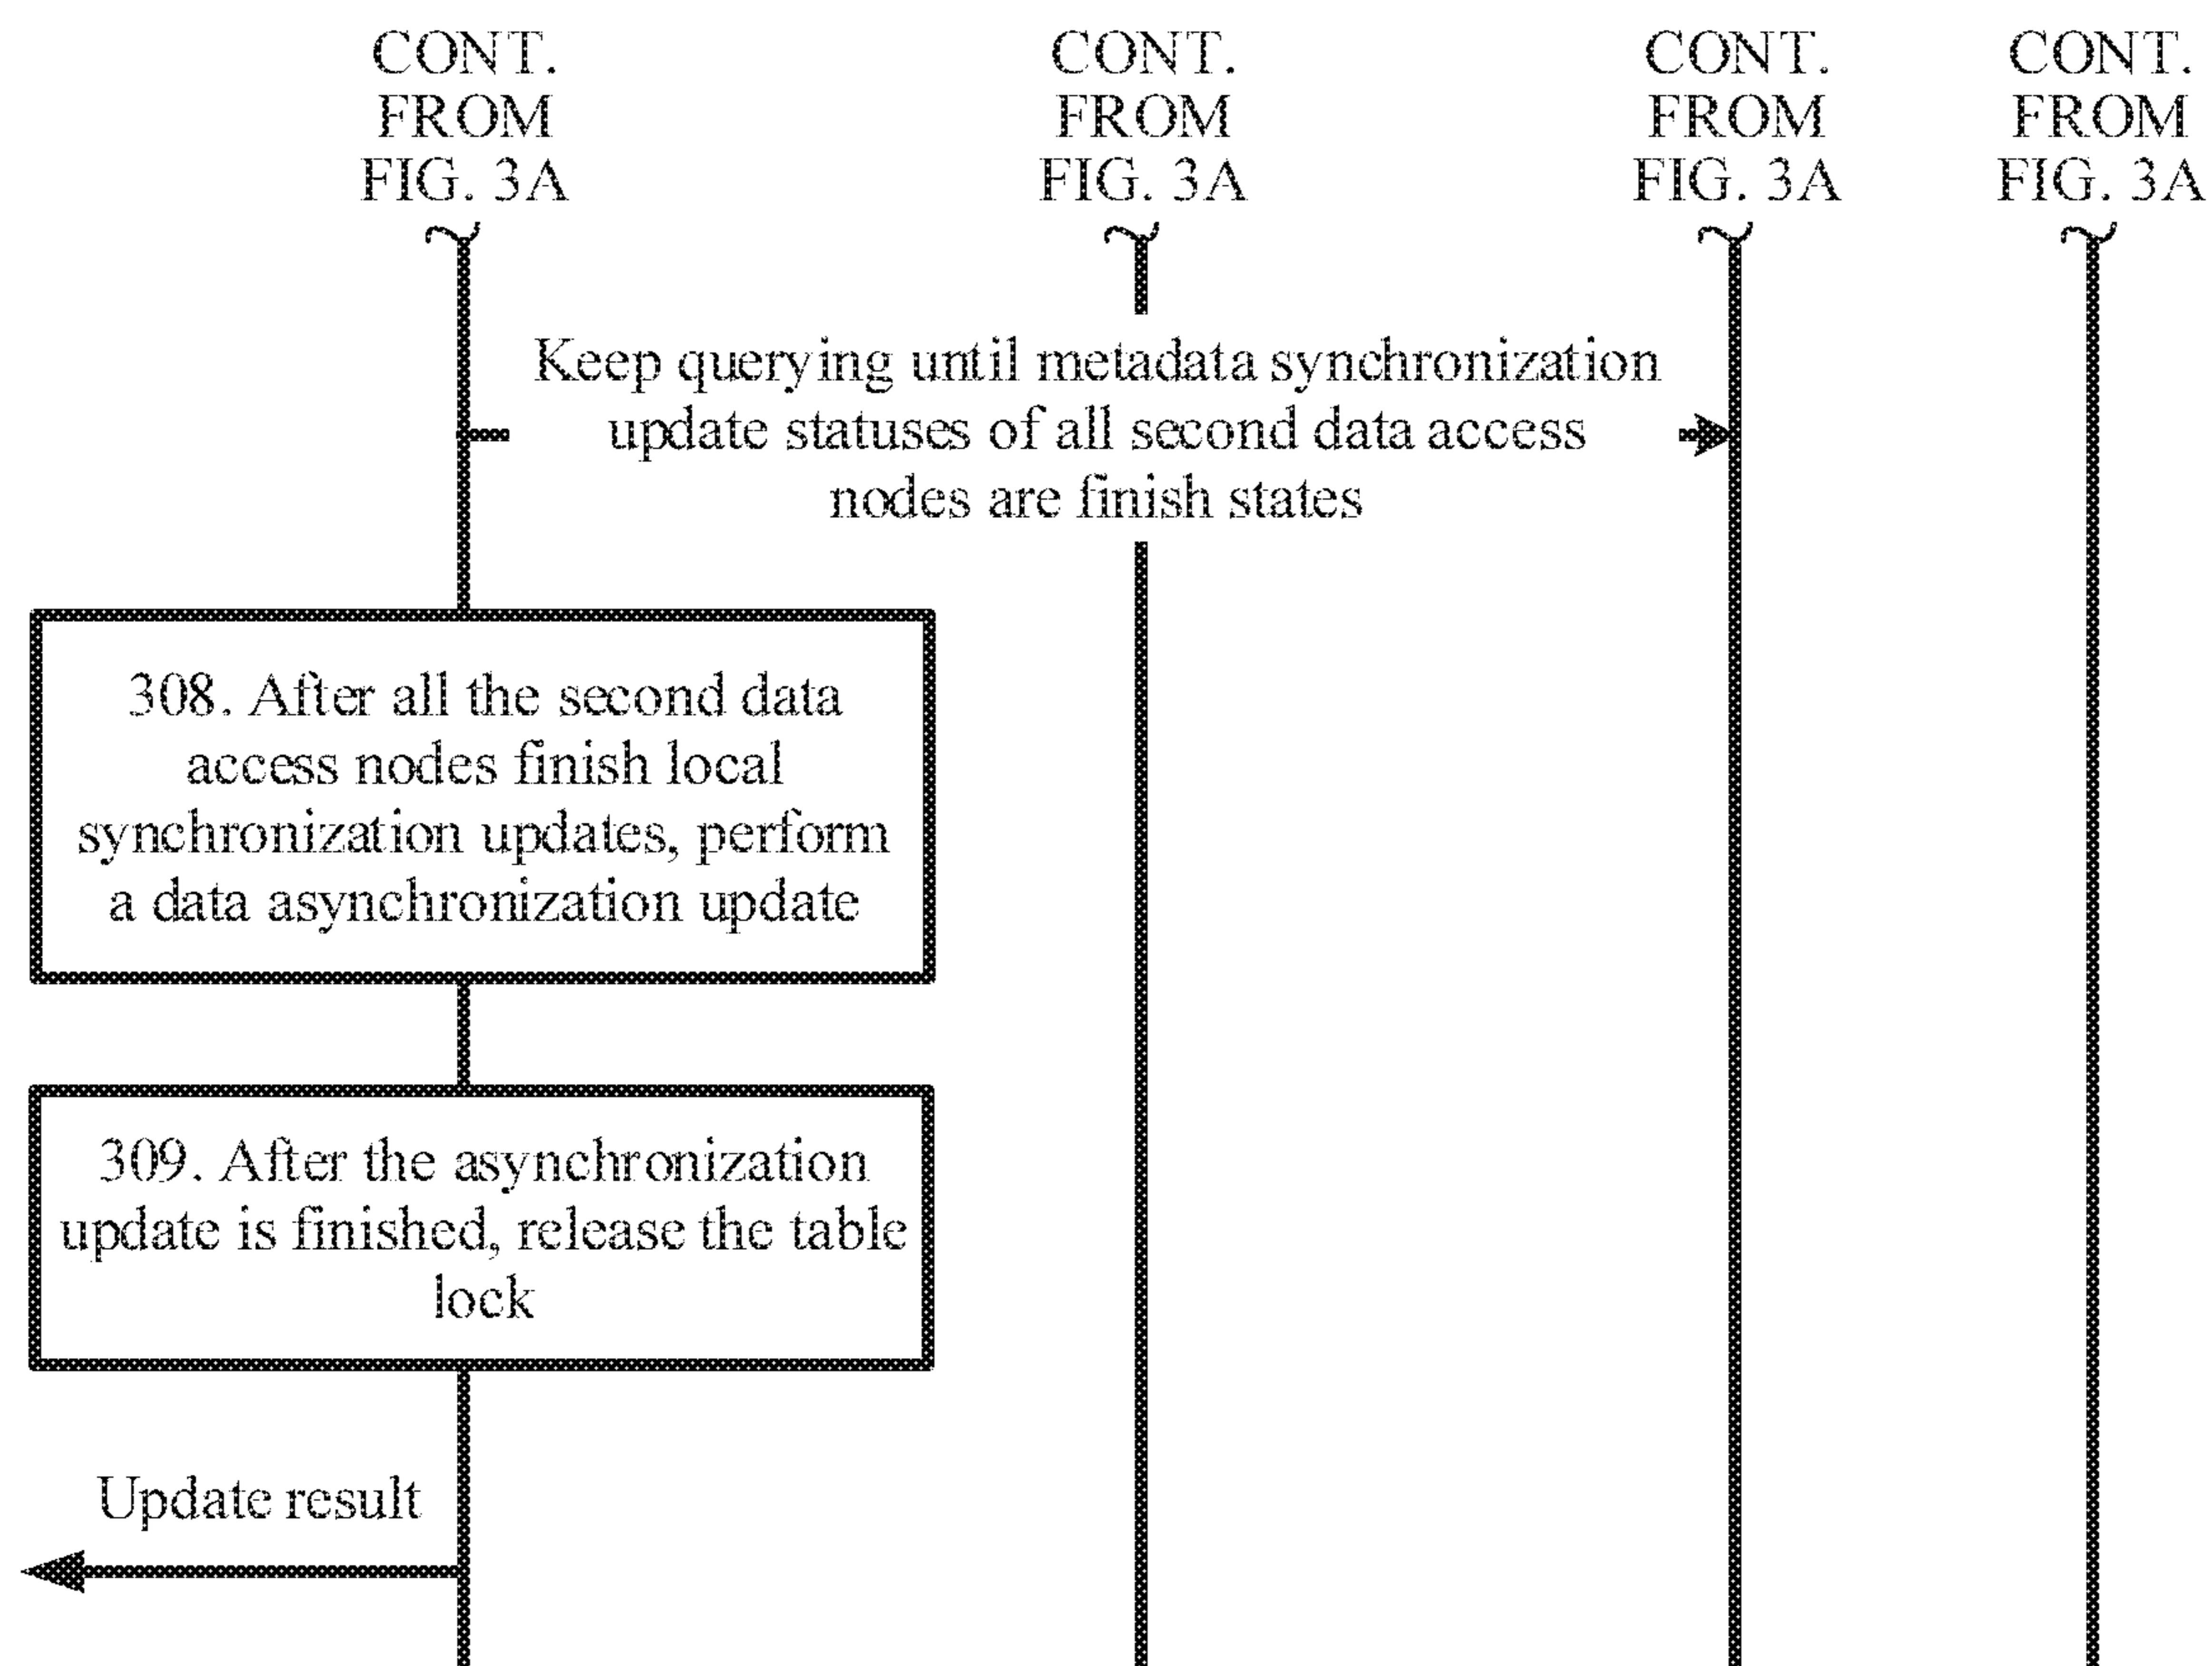 CONT.
FROM
FIG. 3A
CONT.
FROM
FIG. 3A
CONT.
FROM
FIG. 3A
CONT.
FROM
FIG. 3A
Keep querying until metadata synchronization
update statuses of all second data access
nodes are finish states
308. After all the second data
access nodes finish local
synchronization updates, perform
a data asynchronization update
309. After the asynchronization
update is finished, release the table
lock
Update result